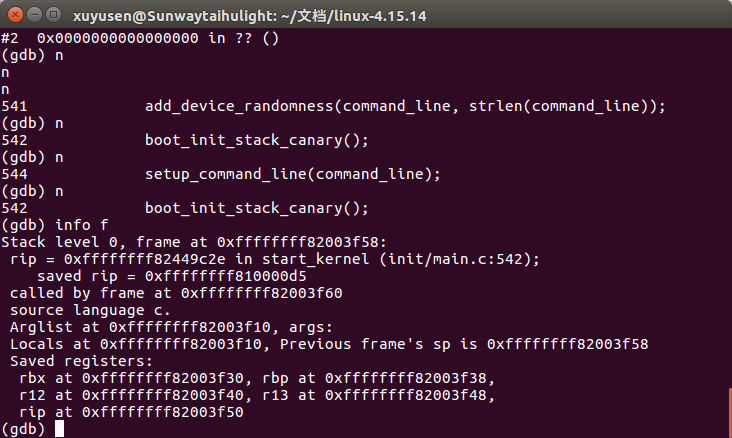 xuyusen@Sunwaytaihulight: ~/文档/linux-4.15.14
#2  0x0000000000000000 in ?? ()
(gdb) n
n
n
541             add_device_randomness(command_line, strlen(command_line));
(gdb) n
542             boot_init_stack_canary();
(gdb) n
544             setup_command_line(command_line);
(gdb) n
542             boot_init_stack_canary();
(gdb) info f
Stack level 0, frame at 0xffffffff82003f58:
 rip = 0xffffffff82449c2e in start_kernel (init/main.c:542);
    saved rip = 0xffffffff810000d5
 called by frame at 0xffffffff82003f60
 source language c.
 Arglist at 0xffffffff82003f10, args:
 Locals at 0xffffffff82003f10, Previous frame's sp is 0xffffffff82003f58
 Saved registers:
  rbx at 0xffffffff82003f30, rbp at 0xffffffff82003f38,
  r12 at 0xffffffff82003f40, r13 at 0xffffffff82003f48,
  rip at 0xffffffff82003f50
(gdb)